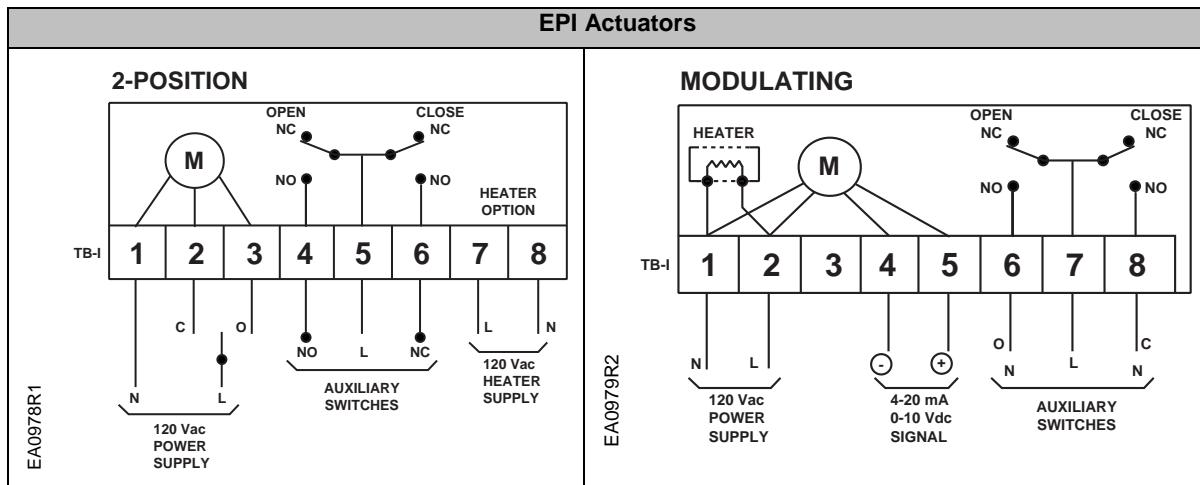 EPI Actuators
2-POSITION
OPEN
NC
CLOSE
NC
M
NO
NO
HEATER
OPTION
TB-I
1 2 3 4 5 6 7 8
C
O
NO
L
NC
L
N
N
L
120 Vac
POWER
SUPPLY
AUXILIARY
SWITCHES
120 Vac
HEATER
SUPPLY
EA0978R1
MODULATING
OPEN
NC
CLOSE
NC
HEATER
M
NO
NO
TB-I
1 2 3 4 5 6 7 8
N
L
-
+
O
N
L
C
N
120 Vac
POWER
SUPPLY
4-20 mA
0-10 Vdc
SIGNAL
AUXILIARY
SWITCHES
EA0979R2